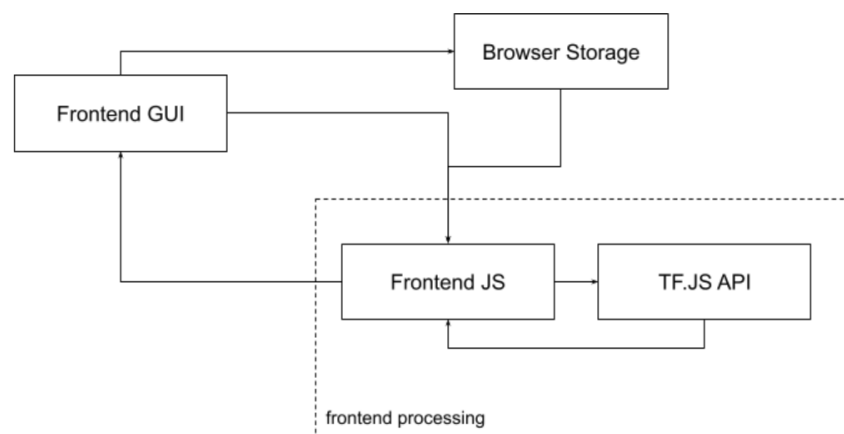 Browser Storage
Frontend GUI
Frontend JS
TF.JS API
frontend processing